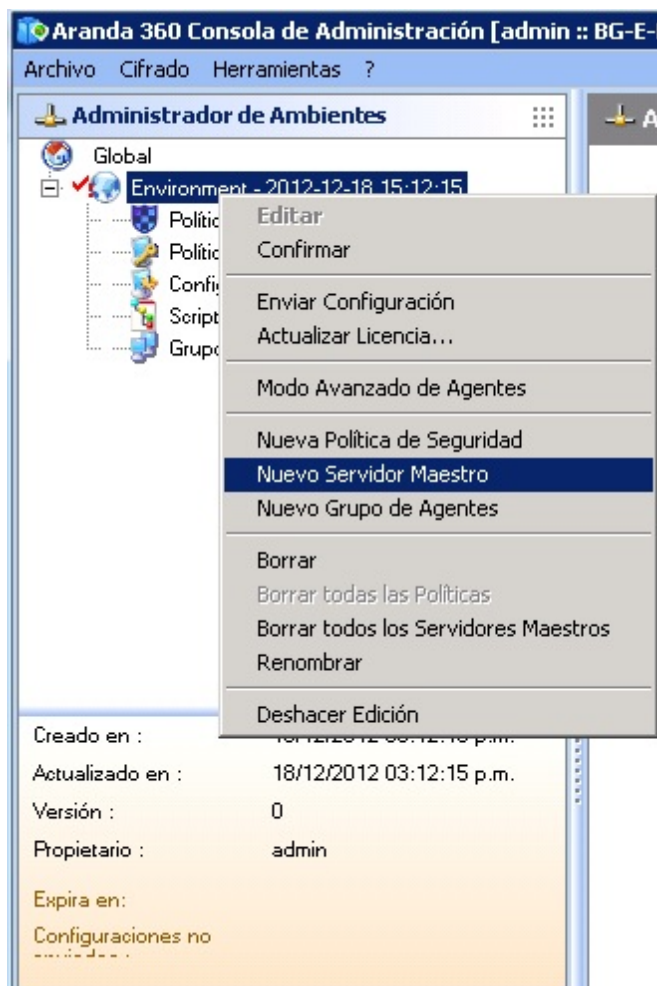 Aranda 360 Consola de Administración [admin :: BG-E-
Archivo Cifrado Herramientas ?
Administrador de Ambientes
Global
Environment - 2012-12-18 15:12:15
Editar
Confirmar
Enviar Configuración
Actualizar Licencia...
Modo Avanzado de Agentes
Nueva Política de Seguridad
Nuevo Servidor Maestro
Nuevo Grupo de Agentes
Borrar
Borrar todas las Políticas
Borrar todos los Servidores Maestros
Renombrar
Deshacer Edición
Creado en :
Actualizado en : 18/12/2012 03:12:15 p.m.
Versión : 0
Propietario : admin
Expira en:
Configuraciones no